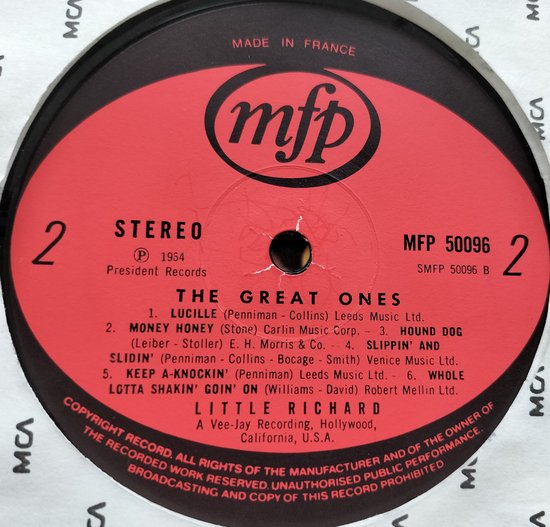 MCA
MCA
MCA
MADE IN FRANCE
mfp
2
STEREO
℗ 1964
President Records
MFP 50096
SMFP 50096 B
2
THE GREAT ONES
1. LUCILLE (Penniman - Collins) Leeds Music Ltd.
2. MONEY HONEY (Stone) Carlin Music Corp. - 3. HOUND DOG
(Leiber - Stoller) E. H. Morris & Co. - 4. SLIPPIN' AND
SLIDIN' (Penniman - Collins - Bocage - Smith) Venice Music Ltd.
5. KEEP A-KNOCKIN' (Penniman) Leeds Music Ltd. - 6. WHOLE
LOTTA SHAKIN' GOIN' ON (Williams - David) Robert Mellin Ltd.
LITTLE RICHARD
A Vee-Jay Recording, Hollywood,
California, U.S.A.
COPYRIGHT RECORD. ALL RIGHTS OF THE MANUFACTURER AND OF THE OWNER OF
THE RECORDED WORK RESERVED. UNAUTHORISED PUBLIC PERFORMANCE.
BROADCASTING AND COPY OF THIS RECORD PROHIBITED
MCA
MCA
MCA